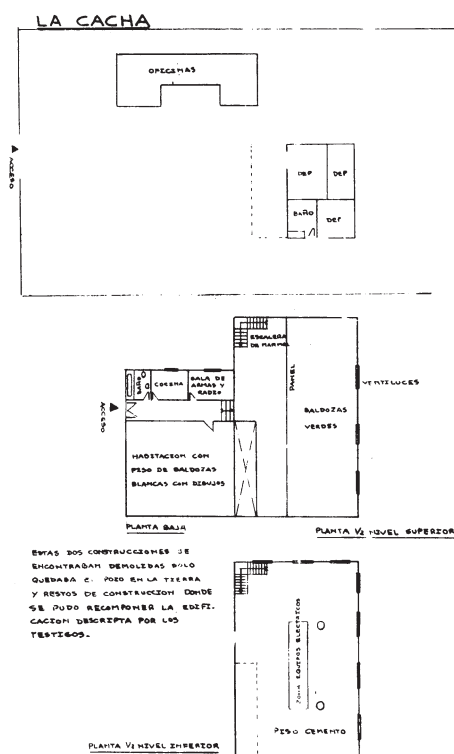 LA CACHA
OFICINAS
ACCESO
DEP
DEP
BAÑO
DEP
ESCALERA
DE MARMOL
BAÑO
COCINA
SALA DE
ARMAS Y
RADIO
PANEL
VENTILUCES
BALDOZAS
VERDES
ACCESO
HABITACION CON
PISO DE BALDOZAS
BLANCAS CON DIBUJOS
PLANTA BAJA
PLANTA ½ NIVEL SUPERIOR
ESTAS DOS CONSTRUCCIONES SE
ENCONTRABAN DEMOLIDAS SOLO
QUEDABA EL POZO EN LA TIERRA
Y RESTOS DE CONSTRUCCION DONDE
SE PUDO RECOMPONER LA EDIFI-
CACION DESCRIPTA POR LOS
TESTIGOS.-
EQUIPOS ELECTRICOS
PISO CEMENTO
PLANTA ½ NIVEL INFERIOR